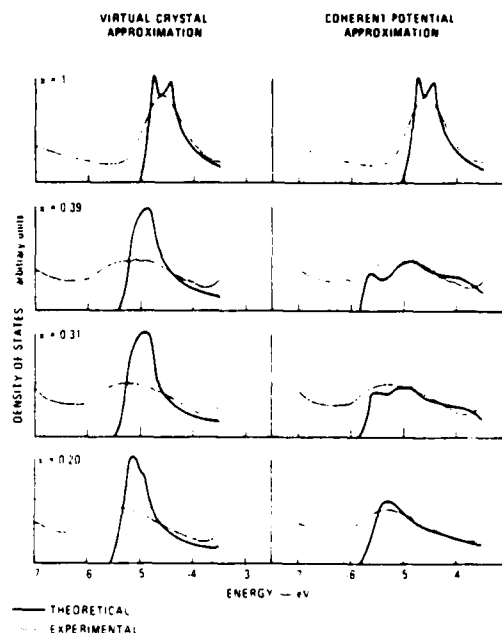 VIRTUAL CRYSTAL
APPROXIMATION
COHERENT POTENTIAL
APPROXIMATION
x = 1
x = 0.39
x = 0.31
x = 0.20
DENSITY OF STATES
arbitrary units
7 6 5 4 3
7 6 5 4
ENERGY — eV
THEORETICAL
EXPERIMENTAL